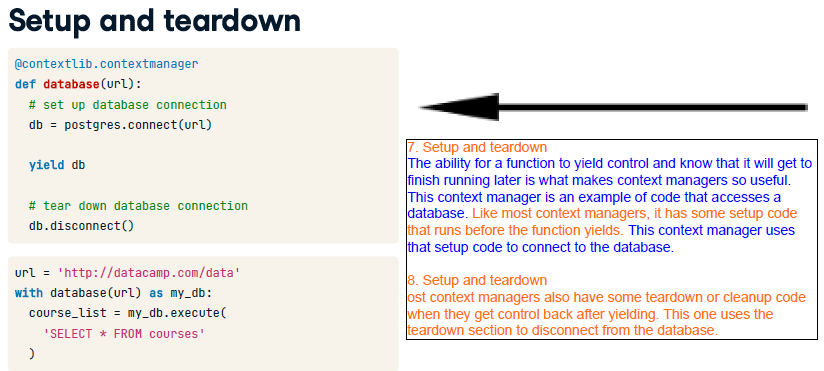 Setup and teardown
@contextlib.contextmanager
def database(url):
  # set up database connection
  db = postgres.connect(url)

  yield db

  # tear down database connection
  db.disconnect()

url = 'http://datacamp.com/data'
with database(url) as my_db:
  course_list = my_db.execute(
    'SELECT * FROM courses'
  )

7. Setup and teardown
The ability for a function to yield control and know that it will get to
finish running later is what makes context managers so useful.
This context manager is an example of code that accesses a
database. Like most context managers, it has some setup code
that runs before the function yields. This context manager uses
that setup code to connect to the database.

8. Setup and teardown
ost context managers also have some teardown or cleanup code
when they get control back after yielding. This one uses the
teardown section to disconnect from the database.